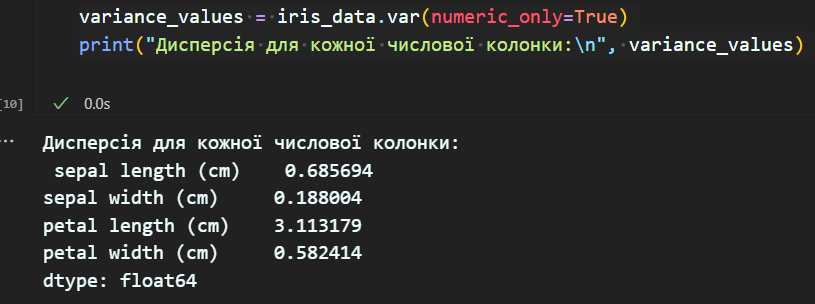 variance_values = iris_data.var(numeric_only=True)
print("Дисперсія для кожної числової колонки:\n", variance_values)
[10]
0.0s
...
Дисперсія для кожної числової колонки:
 sepal length (cm)    0.685694
sepal width (cm)     0.188004
petal length (cm)    3.113179
petal width (cm)     0.582414
dtype: float64